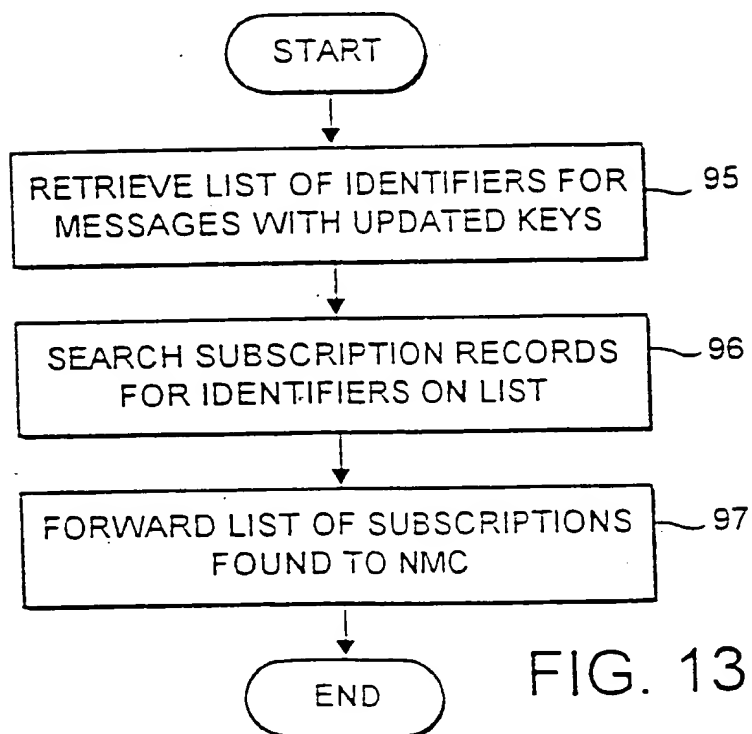 START
RETRIEVE LIST OF IDENTIFIERS FOR
MESSAGES WITH UPDATED KEYS
95
SEARCH SUBSCRIPTION RECORDS
FOR IDENTIFIERS ON LIST
96
FORWARD LIST OF SUBSCRIPTIONS
FOUND TO NMC
97
END
FIG. 13